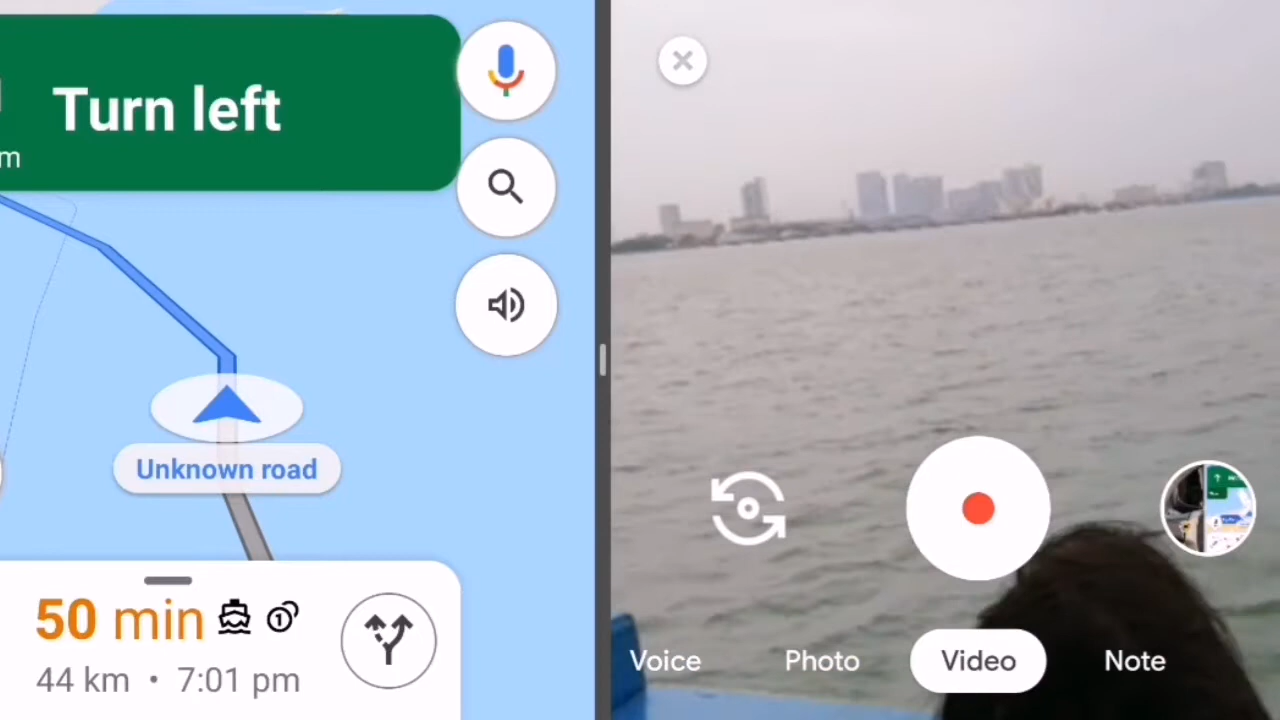 Turn left
m
Unknown road
50 min
44 km • 7:01 pm
Voice
Photo
Video
Note